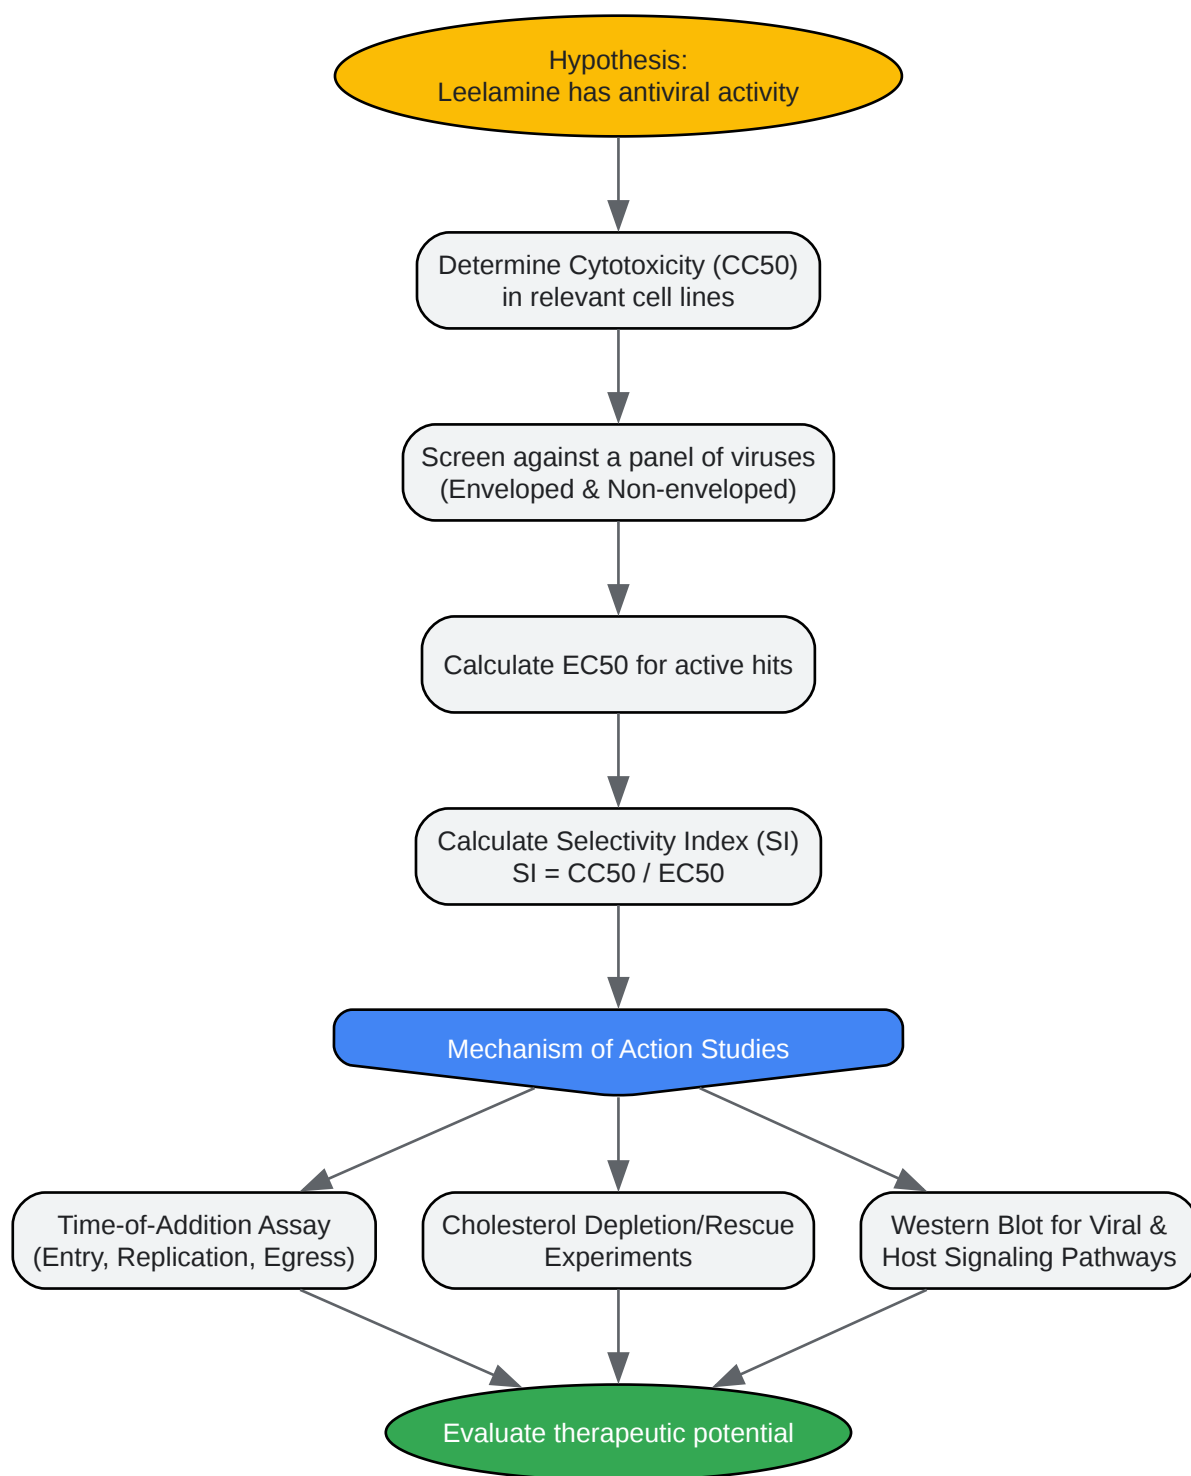 Hypothesis:
Leelamine has antiviral activity
Determine Cytotoxicity (CC50)
in relevant cell lines
Screen against a panel of viruses
(Enveloped & Non-enveloped)
Calculate EC50 for active hits
Calculate Selectivity Index (SI)
SI = CC50 / EC50
Mechanism of Action Studies
Time-of-Addition Assay
(Entry, Replication, Egress)
Cholesterol Depletion/Rescue
Experiments
Western Blot for Viral &
Host Signaling Pathways
Evaluate therapeutic potential